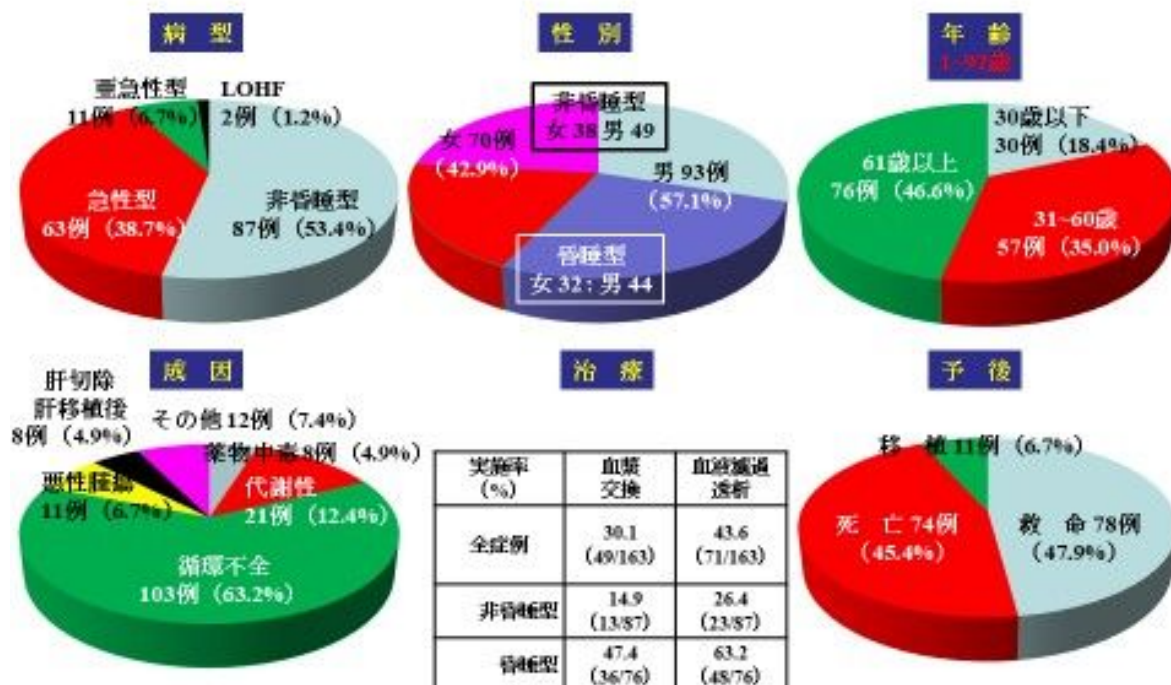 病 型
亜急性型
11例 (6.7%)
LOHF
2例 (1.2%)
急性型
63例 (38.7%)
非昏睡型
87例 (53.4%)
性 別
非昏睡型
女 38 男 49
女 70例
(42.9%)
男 93例
(57.1%)
昏睡型
女 32 : 男 44
年 齢
1~92歳
30歳以下
30例 (18.4%)
61歳以上
76例 (46.6%)
31~60歳
57例 (35.0%)
成 因
肝切除
肝移植後
8例 (4.9%)
その他 12例 (7.4%)
薬物中毒 8例 (4.9%)
悪性腫瘍
11例 (6.7%)
代謝性
21例 (12.4%)
循環不全
103例 (63.2%)
治 療
実施率 (%) 血漿交換 血液濾過透析
全症例 30.1 (49/163) 43.6 (71/163)
非昏睡型 14.9 (13/87) 26.4 (23/87)
昏睡型 47.4 (36/76) 63.2 (48/76)
予 後
移 植 11例 (6.7%)
死 亡 74例
(45.4%)
救 命 78例
(47.9%)